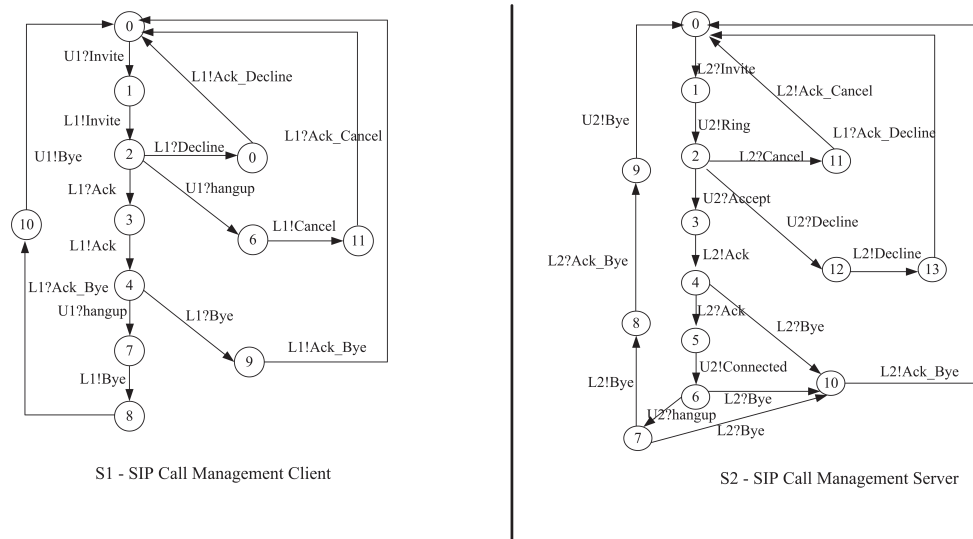 0
U1?Invite
1
L1!Ack_Decline
L1!Invite
2
L1?Decline
0
L1?Ack_Cancel
U1!Bye
L1?Ack
U1?hangup
3
L1!Cancel
10
6
11
L1!Ack
4
L1?Ack_Bye
U1?hangup
L1?Bye
7
9
L1!Ack_Bye
L1!Bye
8
S1 - SIP Call Management Client
0
L2?Invite
1
L2!Ack_Cancel
U2!Bye
U2!Ring
L1?Ack_Decline
2
L2?Cancel
11
9
U2?Accept
U2?Decline
3
L2!Ack
L2!Decline
L2?Ack_Bye
12
13
4
L2?Ack
L2?Bye
8
5
U2!Connected
L2!Bye
10
L2!Ack_Bye
6
L2?Bye
U2?hangup
L2?Bye
7
S2 - SIP Call Management Server